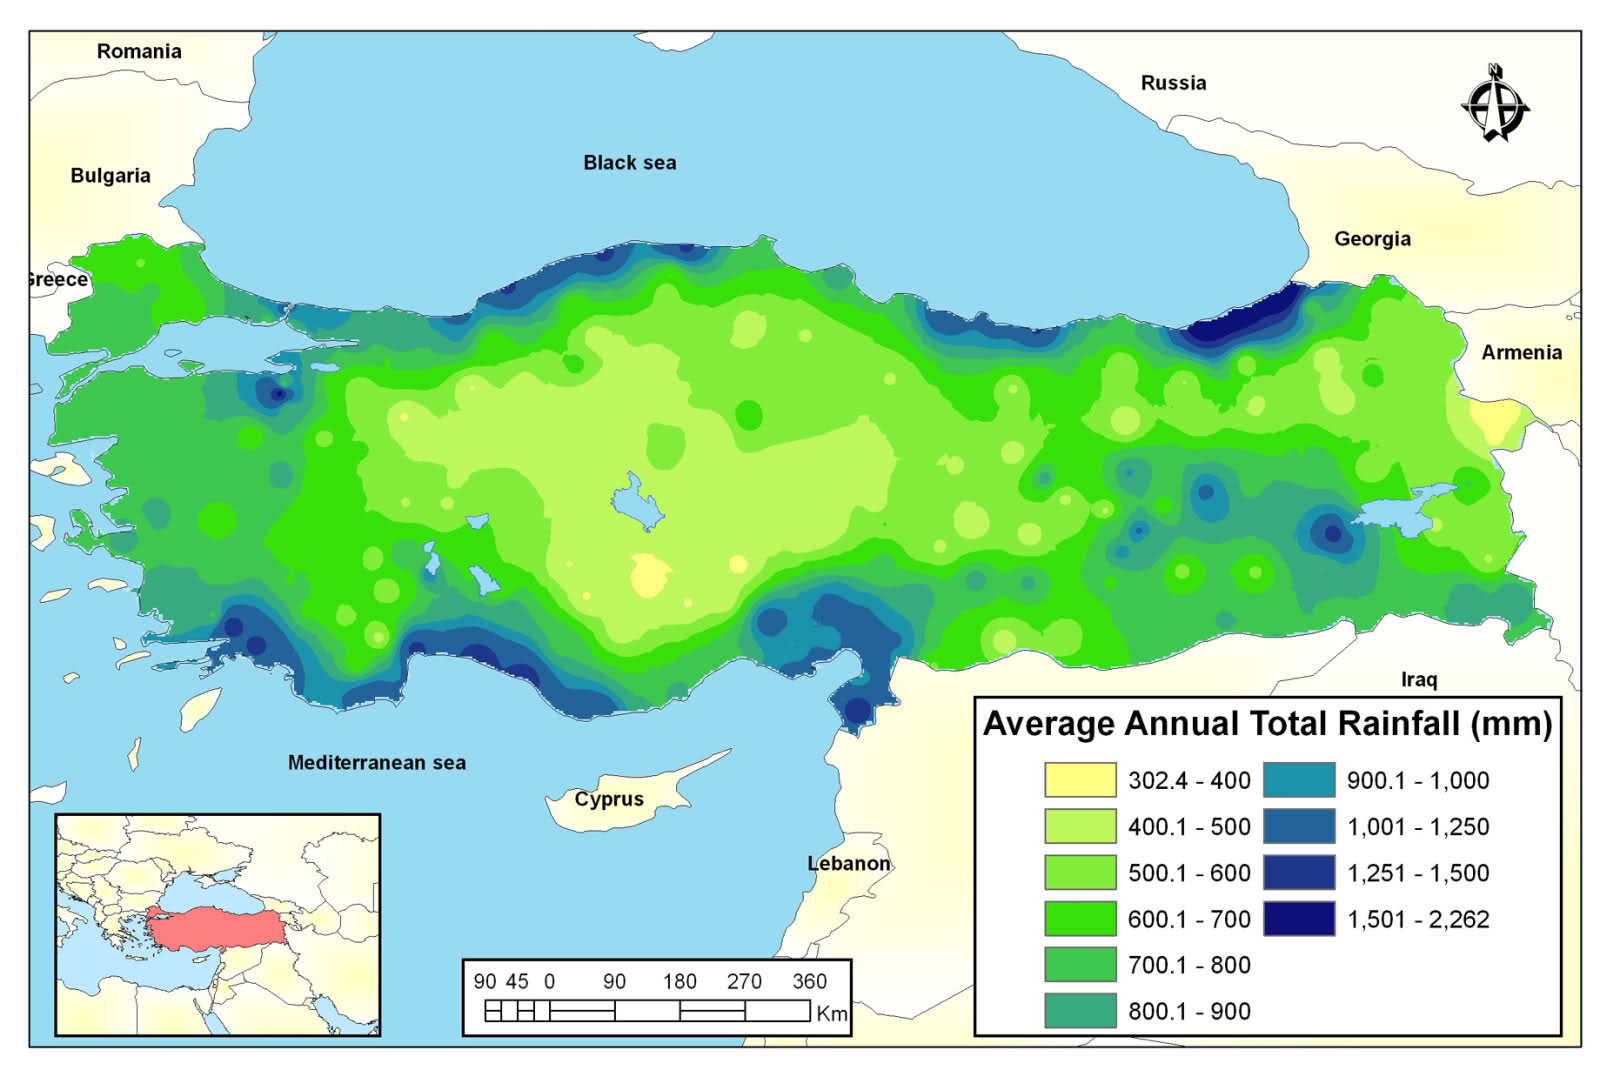 Romania
Russia
N
Black sea
Bulgaria
Georgia
Greece
Armenia
Iraq
Mediterranean sea
Cyprus
Lebanon
Average Annual Total Rainfall (mm)
302.4 - 400
900.1 - 1,000
400.1 - 500
1,001 - 1,250
500.1 - 600
1,251 - 1,500
600.1 - 700
1,501 - 2,262
700.1 - 800
800.1 - 900
90 45 0 90 180 270 360
Km